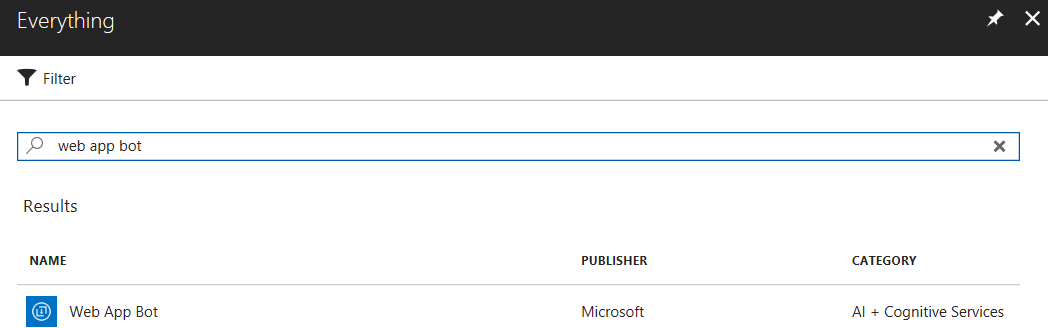 Everything
Filter
web app bot
Results
NAME PUBLISHER CATEGORY
Web App Bot Microsoft AI + Cognitive Services